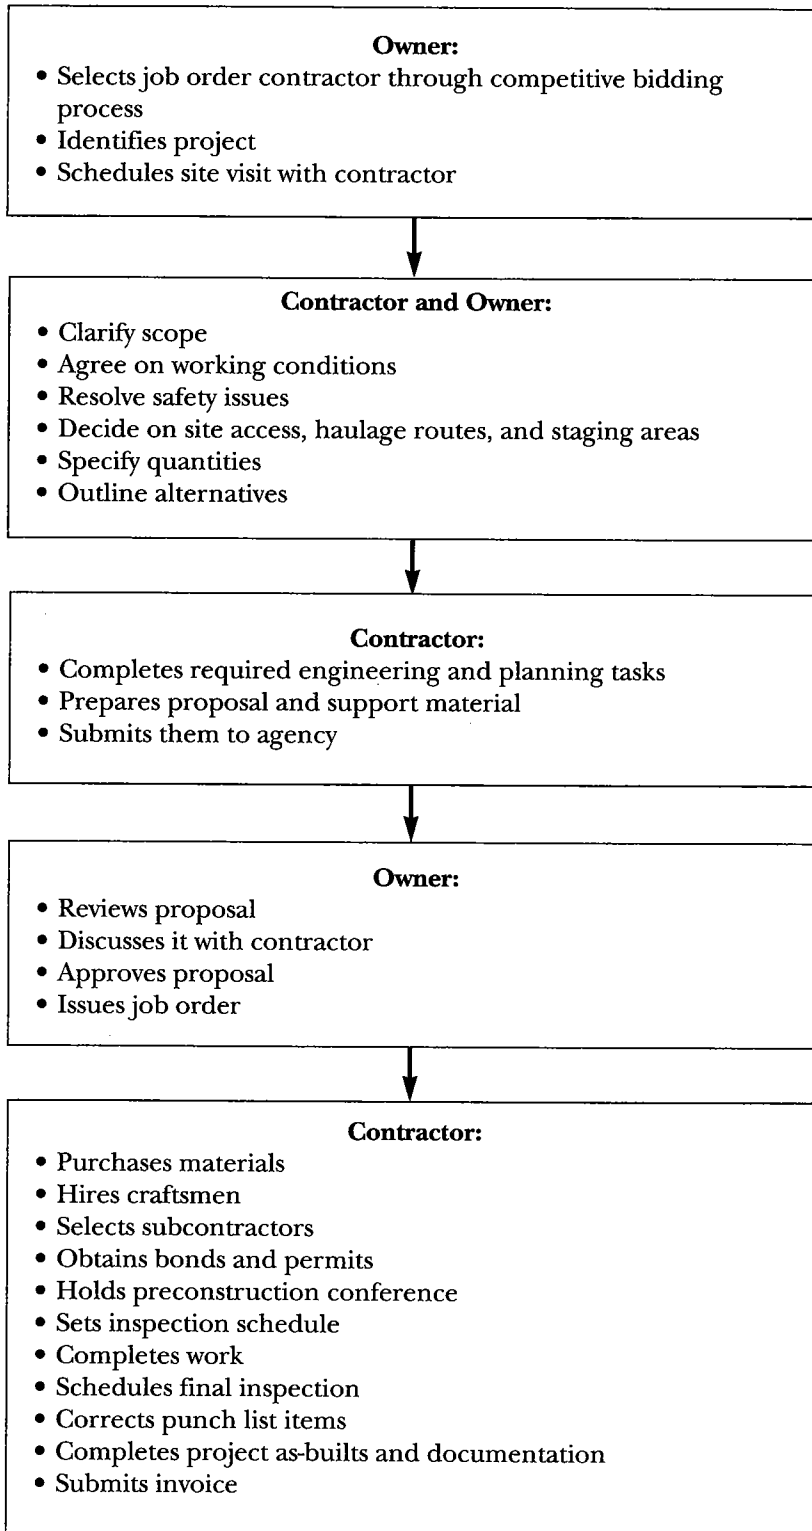 Owner:
• Selects job order contractor through competitive bidding
process
• Identifies project
• Schedules site visit with contractor
Contractor and Owner:
• Clarify scope
• Agree on working conditions
• Resolve safety issues
• Decide on site access, haulage routes, and staging areas
• Specify quantities
• Outline alternatives
Contractor:
• Completes required engineering and planning tasks
• Prepares proposal and support material
• Submits them to agency
Owner:
• Reviews proposal
• Discusses it with contractor
• Approves proposal
• Issues job order
Contractor:
• Purchases materials
• Hires craftsmen
• Selects subcontractors
• Obtains bonds and permits
• Holds preconstruction conference
• Sets inspection schedule
• Completes work
• Schedules final inspection
• Corrects punch list items
• Completes project as-builts and documentation
• Submits invoice